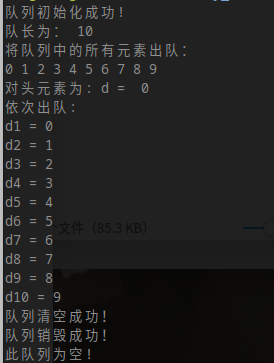 队列初始化成功!
队长为: 10
将队列中的所有元素出队:
0 1 2 3 4 5 6 7 8 9
对头元素为: d =  0
依次出队:
d1 = 0
d2 = 1
d3 = 2
d4 = 3
d5 = 4
d6 = 5
文件 (85.3 KB)
d7 = 6
d8 = 7
d9 = 8
d10 = 9
队列清空成功!
队列销毁成功!
此队列为空!